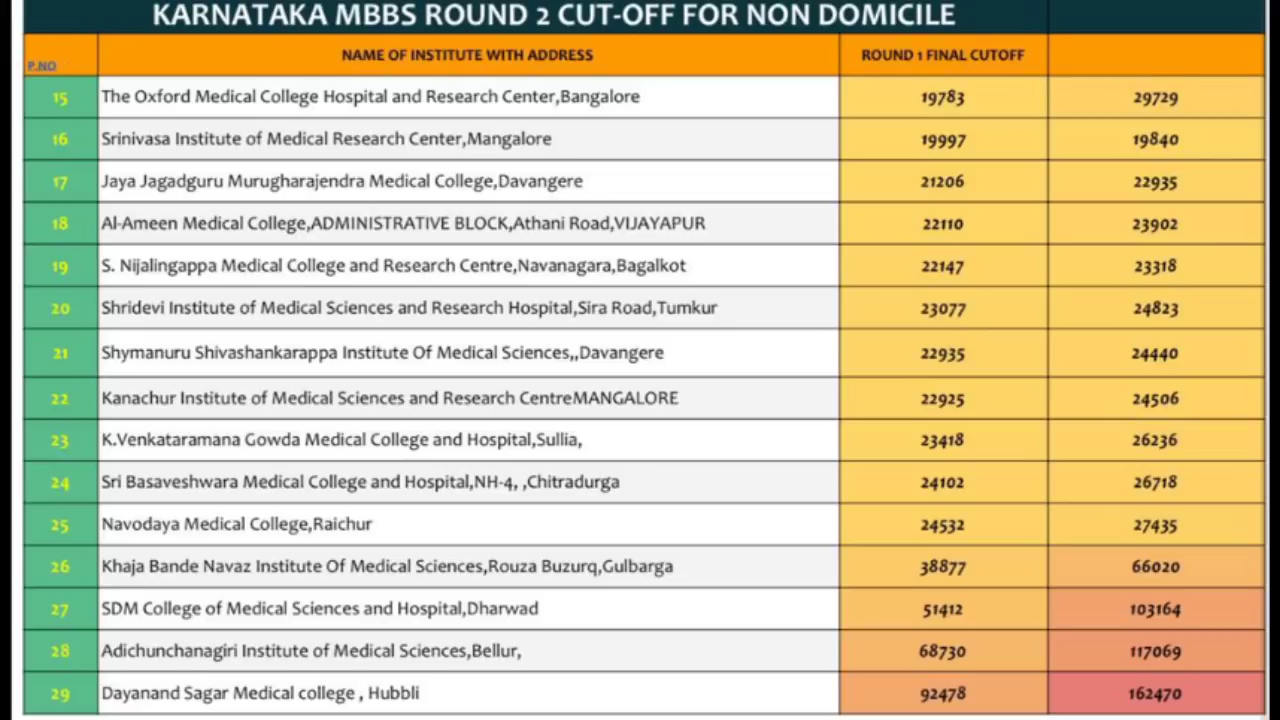 KARNATAKA MBBS ROUND 2 CUT-OFF FOR NON DOMICILE
P.NO NAME OF INSTITUTE WITH ADDRESS ROUND 1 FINAL CUTOFF
15 The Oxford Medical College Hospital and Research Center,Bangalore 19783 29729
16 Srinivasa Institute of Medical Research Center,Mangalore 19997 19840
17 Jaya Jagadguru Murugharajendra Medical College,Davangere 21206 22935
18 Al-Ameen Medical College,ADMINISTRATIVE BLOCK,Athani Road,VIJAYAPUR 22110 23902
19 S. Nijalingappa Medical College and Research Centre,Navanagara,Bagalkot 22147 23318
20 Shridevi Institute of Medical Sciences and Research Hospital,Sira Road,Tumkur 23077 24823
21 Shymanuru Shivashankarappa Institute Of Medical Sciences,,Davangere 22935 24440
22 Kanachur Institute of Medical Sciences and Research CentreMANGALORE 22925 24506
23 K.Venkataramana Gowda Medical College and Hospital,Sullia, 23418 26236
24 Sri Basaveshwara Medical College and Hospital,NH-4, ,Chitradurga 24102 26718
25 Navodaya Medical College,Raichur 24532 27435
26 Khaja Bande Navaz Institute Of Medical Sciences,Rouza Buzurq,Gulbarga 38877 66020
27 SDM College of Medical Sciences and Hospital,Dharwad 51412 103164
28 Adichunchanagiri Institute of Medical Sciences,Bellur, 68730 117069
29 Dayanand Sagar Medical college , Hubbli 92478 162470